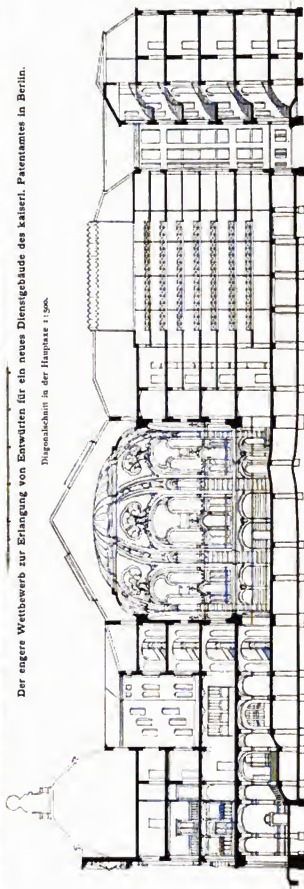 Der engere Wettbewerb zur Erlangung von Entwürfen für ein neues Dienstgebäude des kaiserl. Patentamtes in Berlin.
Diagonalschnitt in der Hauptaxe 1:500.